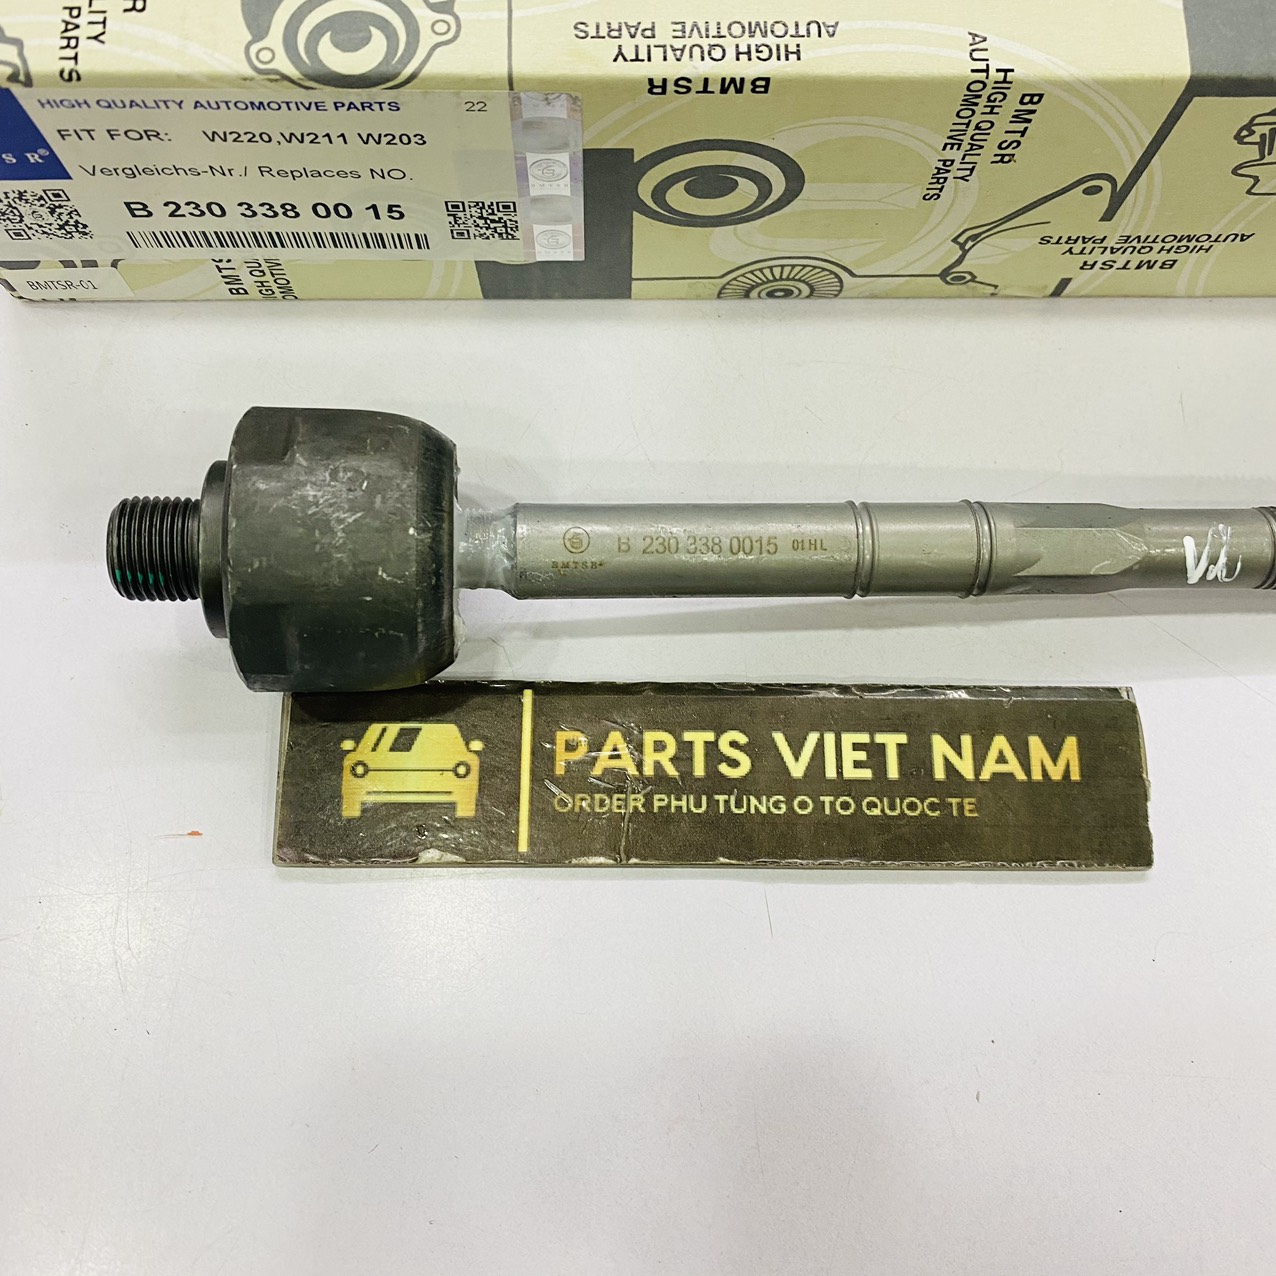 HIGH QUALITY AUTOMOTIVE PARTS 22
FIT FOR: W220,W211 W203
Vergleichs-Nr./ Replaces NO.
B 230 338 00 15
BMTSR-01
BMTSR
HIGH QUALITY
AUTOMOTIVE PARTS
BMTSR
HIGH QUALITY
AUTOMOTIVE
PARTS
BMTSR
HIGH QUALITY
AUTOMOTIVE
PARTS
B 230 338 0015 01HL
BMTSR
PARTS VIET NAM
ORDER PHU TÙNG O TO QUOC TE